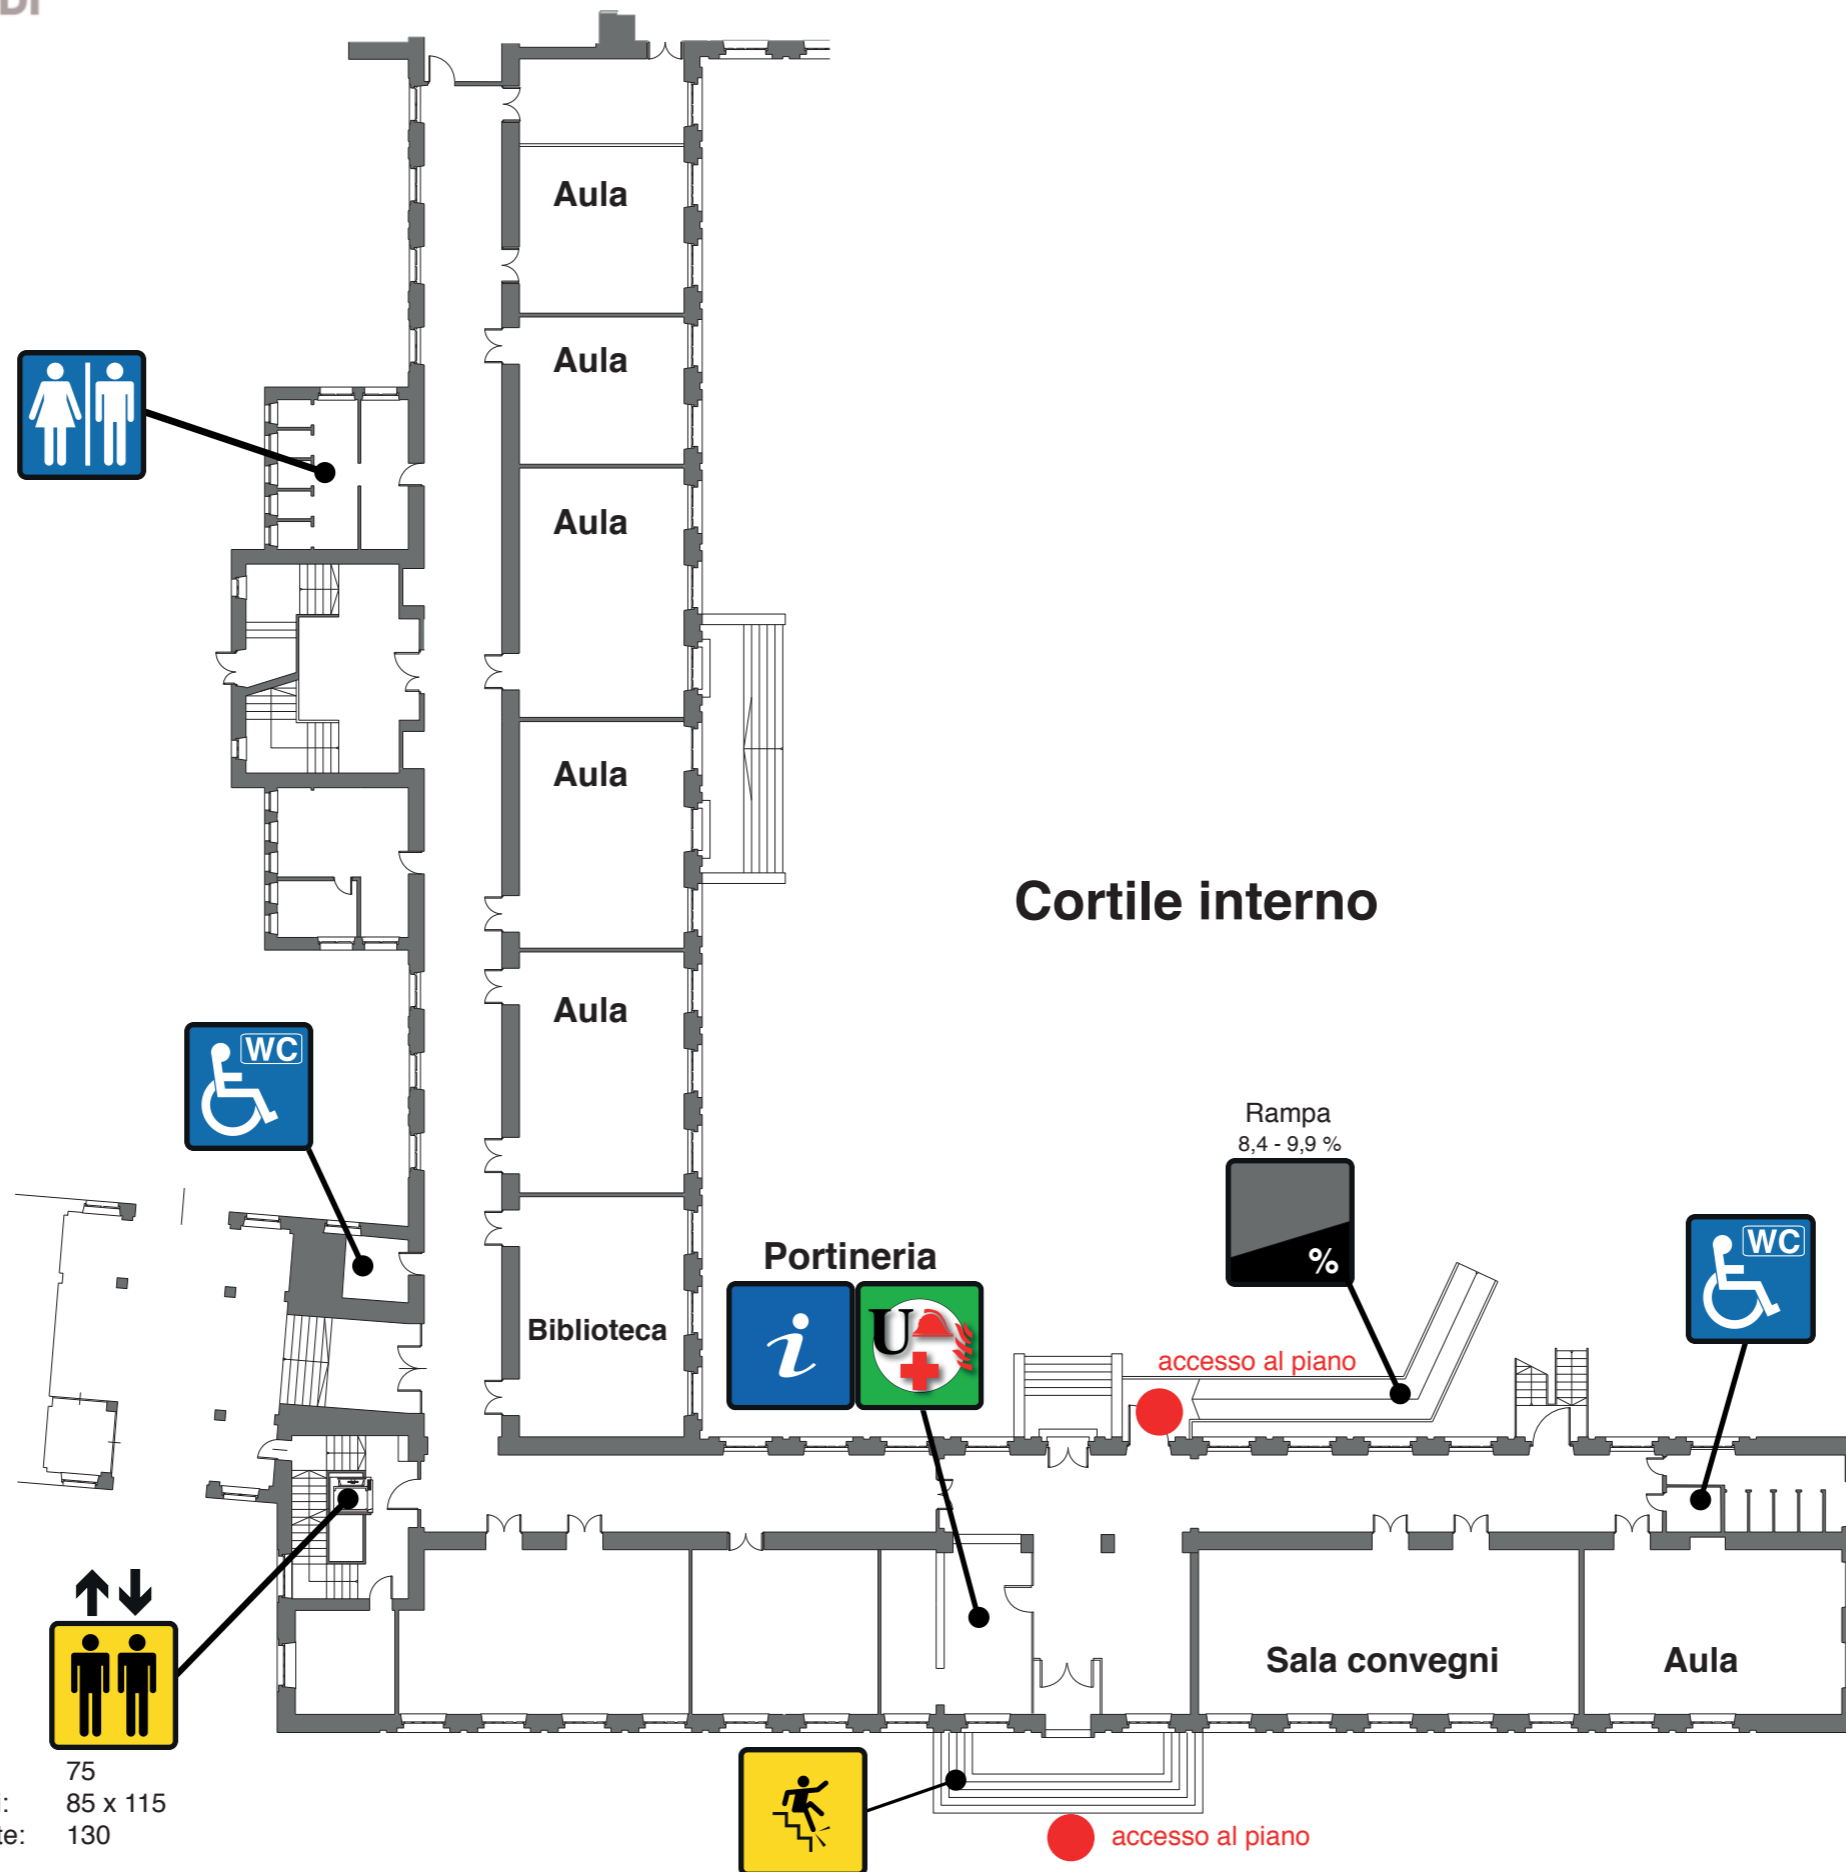 DI
Aula
Aula
Aula
Aula
Aula
Cortile interno
WC
Rampa
8,4 - 9,9 %
%
WC
Portineria
i
U
Biblioteca
accesso al piano
Sala convegni
Aula
75
85 x 115
130
accesso al piano